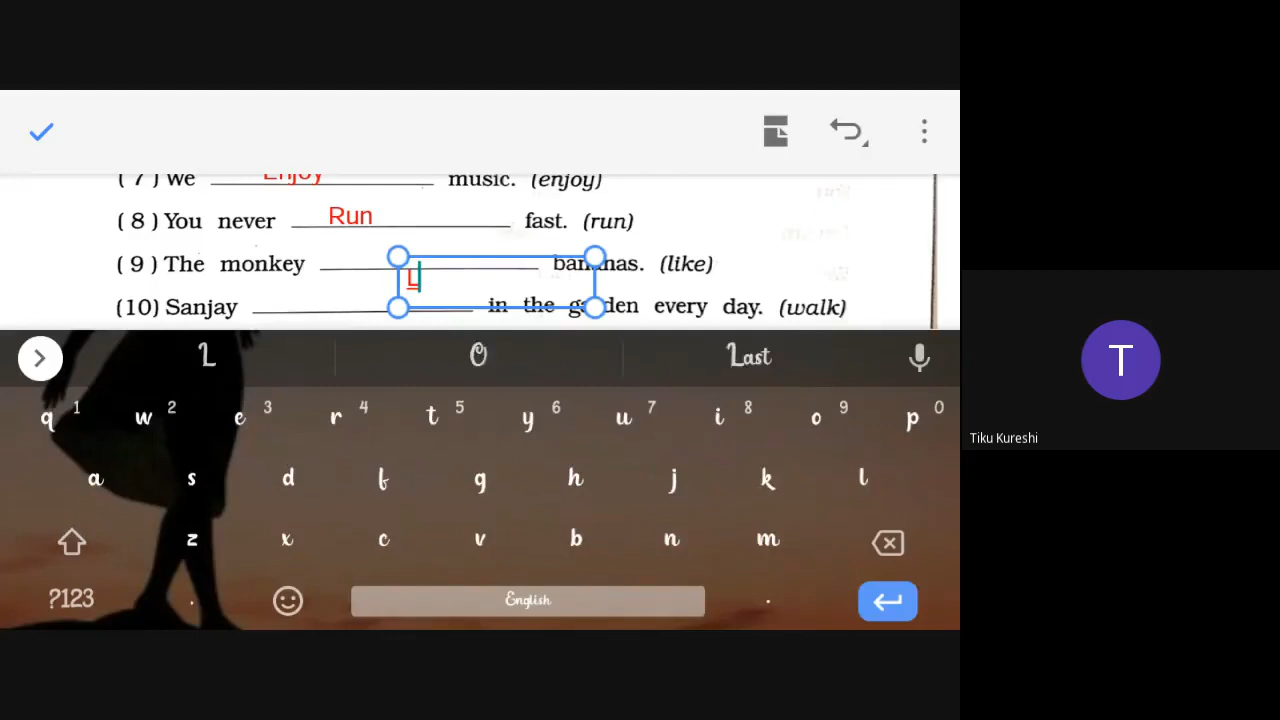 (7) We Enjoy music. (enjoy)
(8) You never Run fast. (run)
(9) The monkey L bananas. (like)
(10) Sanjay in the garden every day. (walk)
L O Last
q 1 w 2 e 3 r 4 t 5 y 6 u 7 i 8 o 9 p 0
a s d f g h j k l
z x c v b n m
?123 . English .
T
Tiku Kureshi